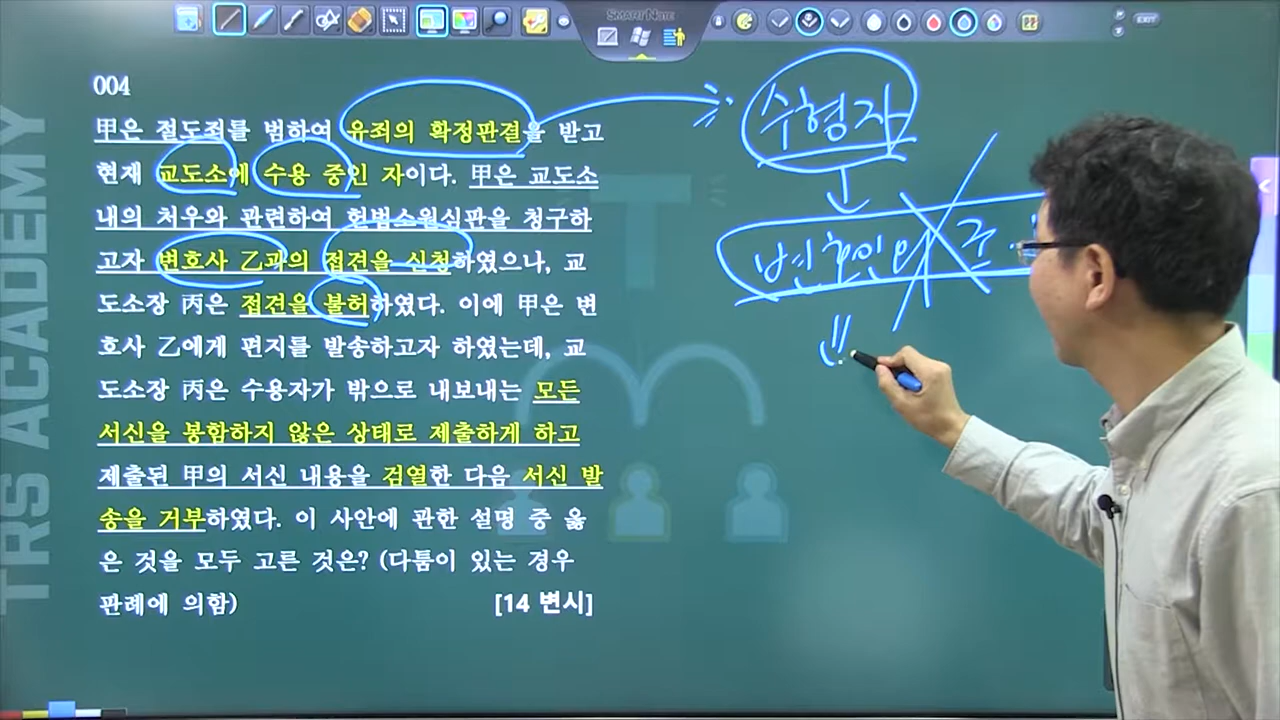 SMART NOTE
EXIT
004
甲은 절도죄를 범하여 유죄의 확정판결을 받고
현재 교도소에 수용 중인 자이다. 甲은 교도소
내의 처우와 관련하여 헌법소원심판을 청구하
고자 변호사 乙과의 접견을 신청하였으나, 교
도소장 丙은 접견을 불허하였다. 이에 甲은 변
호사 乙에게 편지를 발송하고자 하였는데, 교
도소장 丙은 수용자가 밖으로 내보내는 모든
서신을 봉함하지 않은 상태로 제출하게 하고
제출된 甲의 서신 내용을 검열한 다음 서신 발
송을 거부하였다. 이 사안에 관한 설명 중 옳
은 것을 모두 고른 것은? (다툼이 있는 경우
판례에 의함) [14 변시]
수형자
변호인의
TRS ACADEMY